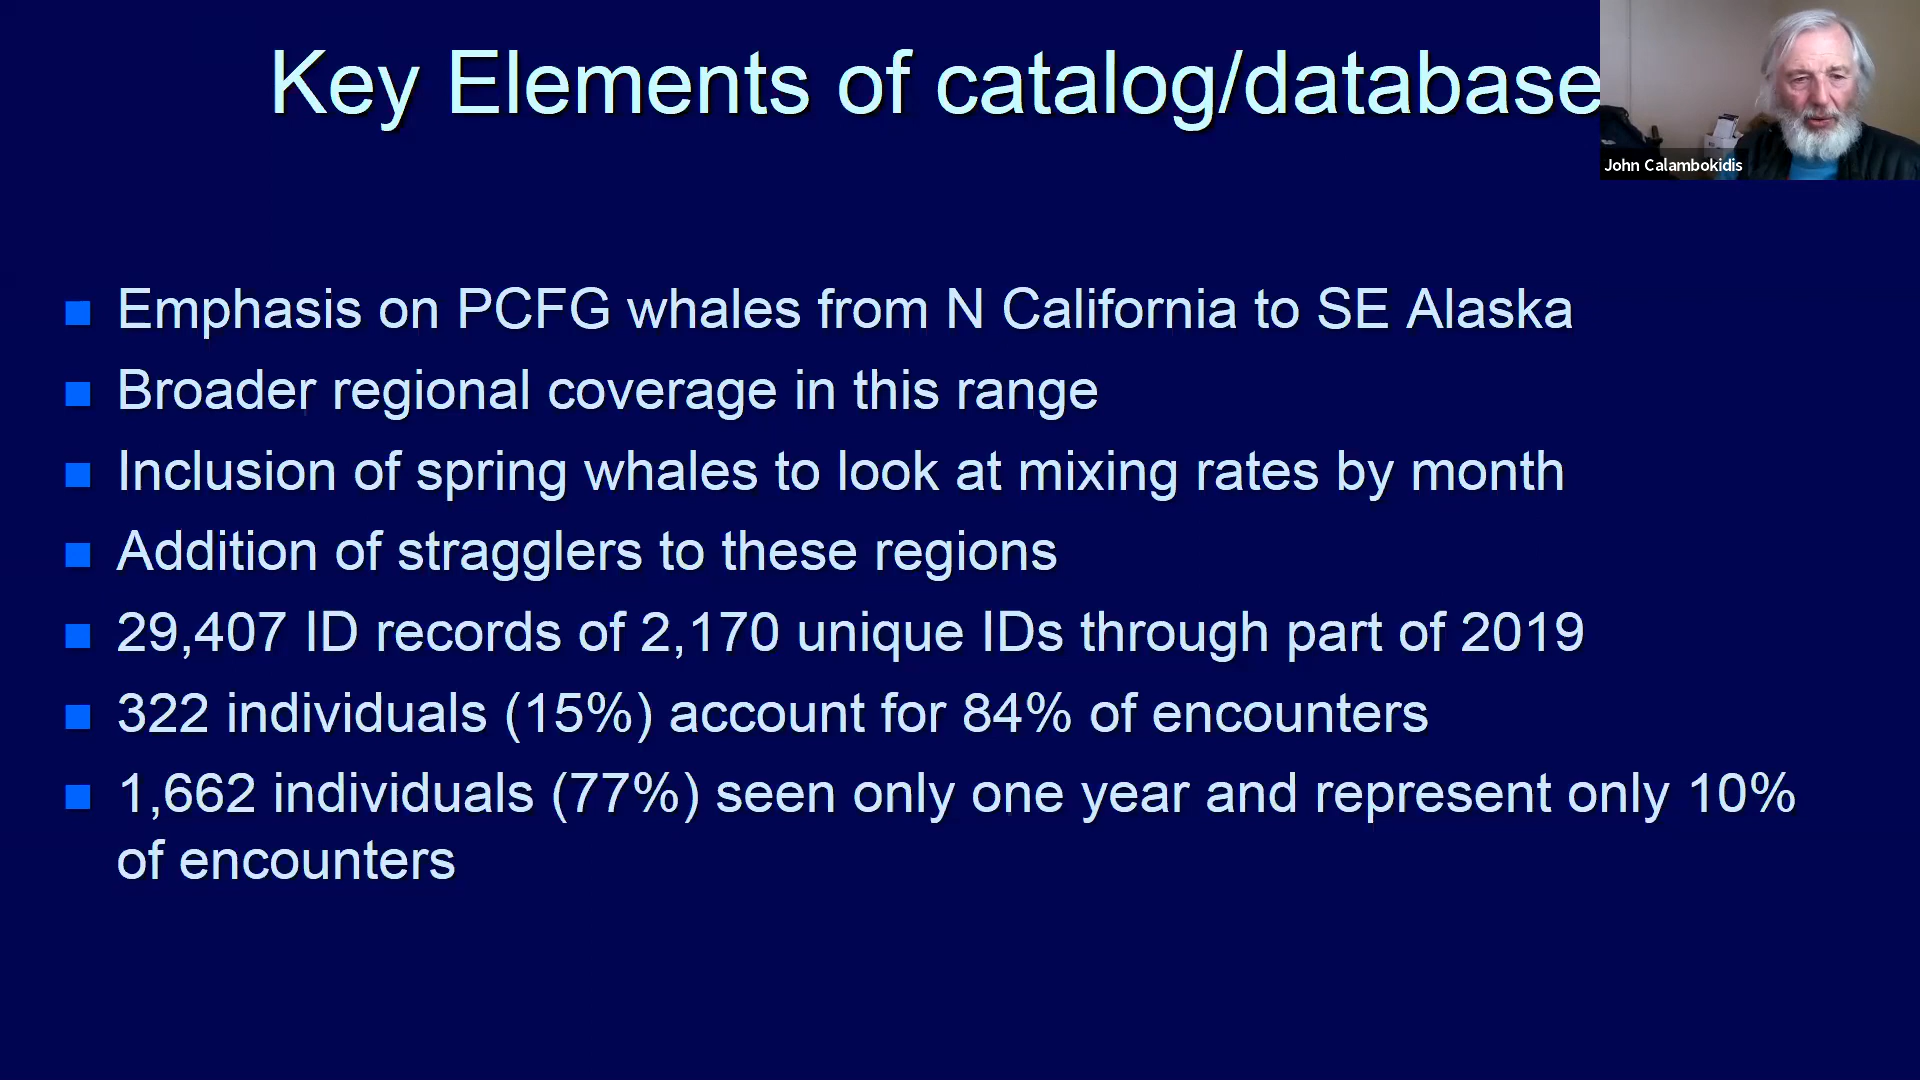 Key Elements of catalog/database
John Calambokidis
Emphasis on PCFG whales from N California to SE Alaska
Broader regional coverage in this range
Inclusion of spring whales to look at mixing rates by month
Addition of stragglers to these regions
29,407 ID records of 2,170 unique IDs through part of 2019
322 individuals (15%) account for 84% of encounters
1,662 individuals (77%) seen only one year and represent only 10%
of encounters